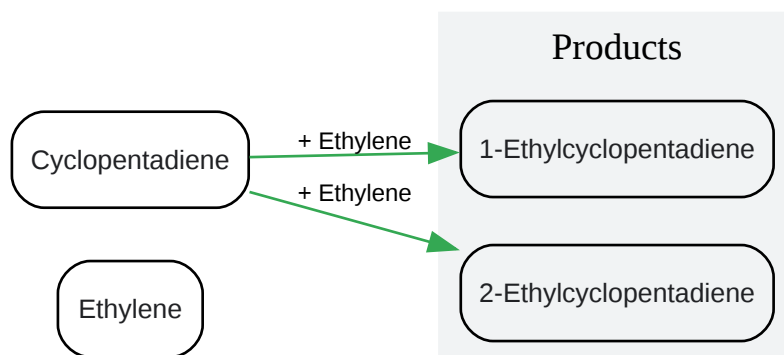 Products
Cyclopentadiene
+ Ethylene
1-Ethylcyclopentadiene
+ Ethylene
2-Ethylcyclopentadiene
Ethylene